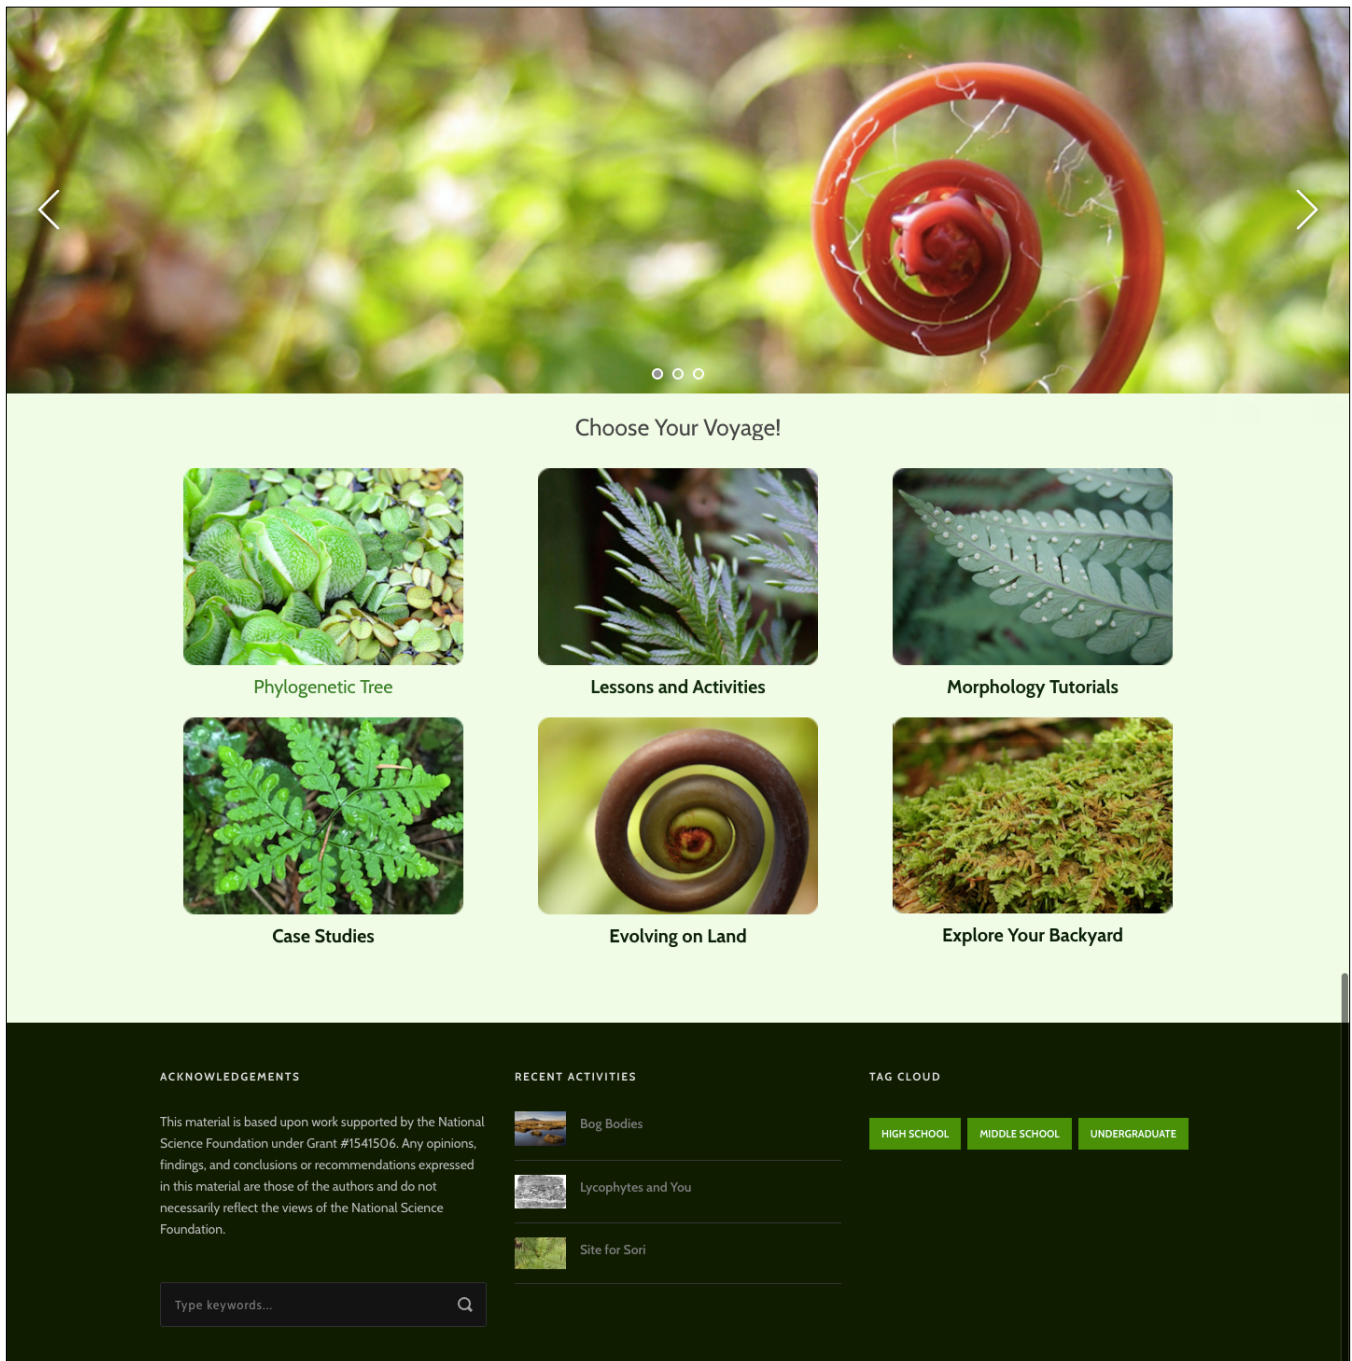 Choose Your Voyage!
Phylogenetic Tree
Lessons and Activities
Morphology Tutorials
Case Studies
Evolving on Land
Explore Your Backyard
ACKNOWLEDGEMENTS
This material is based upon work supported by the National
Science Foundation under Grant #1541506. Any opinions,
findings, and conclusions or recommendations expressed
in this material are those of the authors and do not
necessarily reflect the views of the National Science
Foundation.
Type keywords...
RECENT ACTIVITIES
Bog Bodies
Lycophytes and You
Site for Sori
TAG CLOUD
HIGH SCHOOL
MIDDLE SCHOOL
UNDERGRADUATE